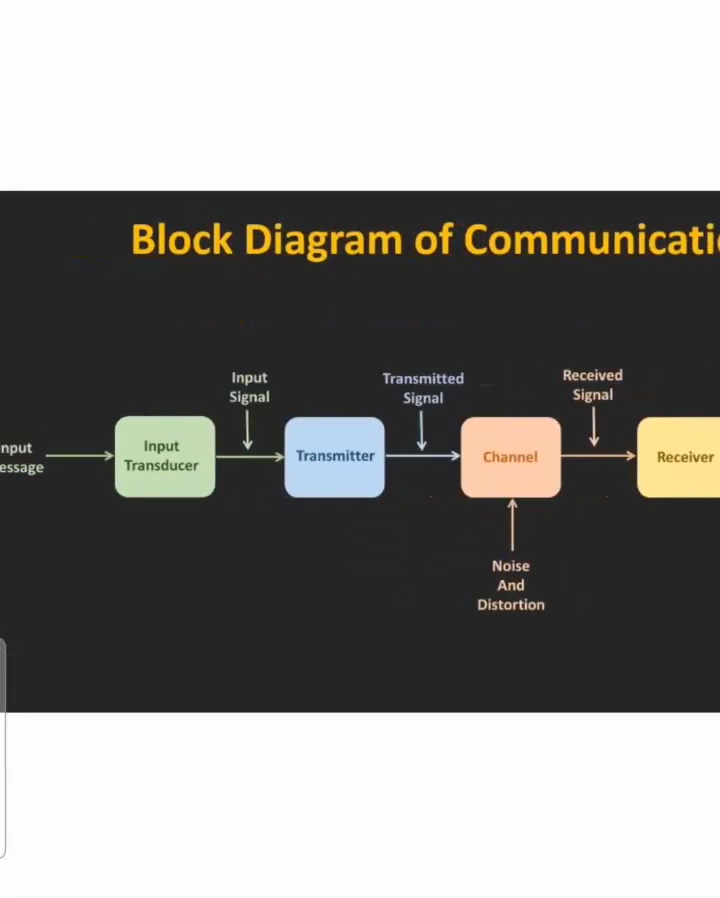 Block Diagram of Communicati
Input
Signal
Transmitted
Signal
Received
Signal
nput
essage
Input
Transducer
Transmitter
Channel
Receiver
Noise
And
Distortion